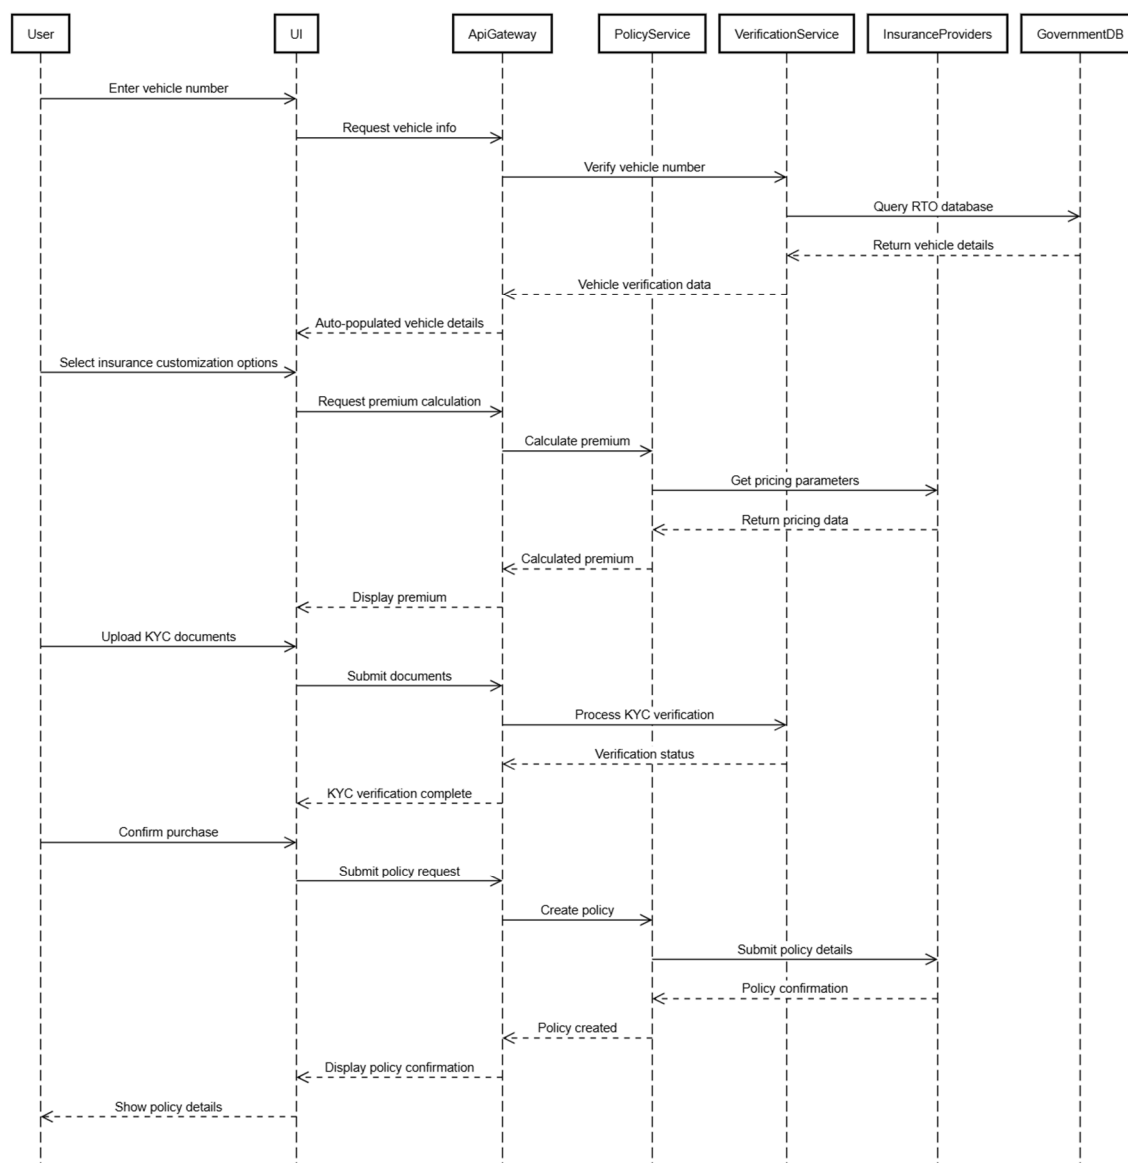 User
UI
ApiGateway
PolicyService
VerificationService
InsuranceProviders
GovernmentDB
Enter vehicle number
Request vehicle info
Verify vehicle number
Query RTO database
Return vehicle details
Vehicle verification data
Auto-populated vehicle details
Select insurance customization options
Request premium calculation
Calculate premium
Get pricing parameters
Return pricing data
Calculated premium
Display premium
Upload KYC documents
Submit documents
Process KYC verification
Verification status
KYC verification complete
Confirm purchase
Submit policy request
Create policy
Submit policy details
Policy confirmation
Policy created
Display policy confirmation
Show policy details